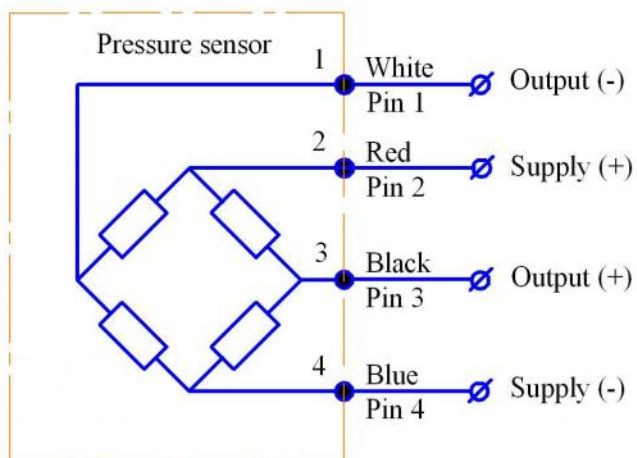 Pressure sensor
1 White Output (-)
Pin 1
2 Red Supply (+)
Pin 2
3 Black Output (+)
Pin 3
4 Blue Supply (-)
Pin 4